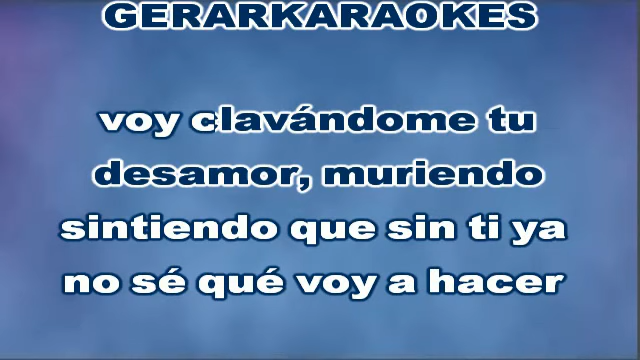 GERARKARAOKES
voy clavándome tu
desamor, muriendo
sintiendo que sin ti ya
no sé qué voy a hacer